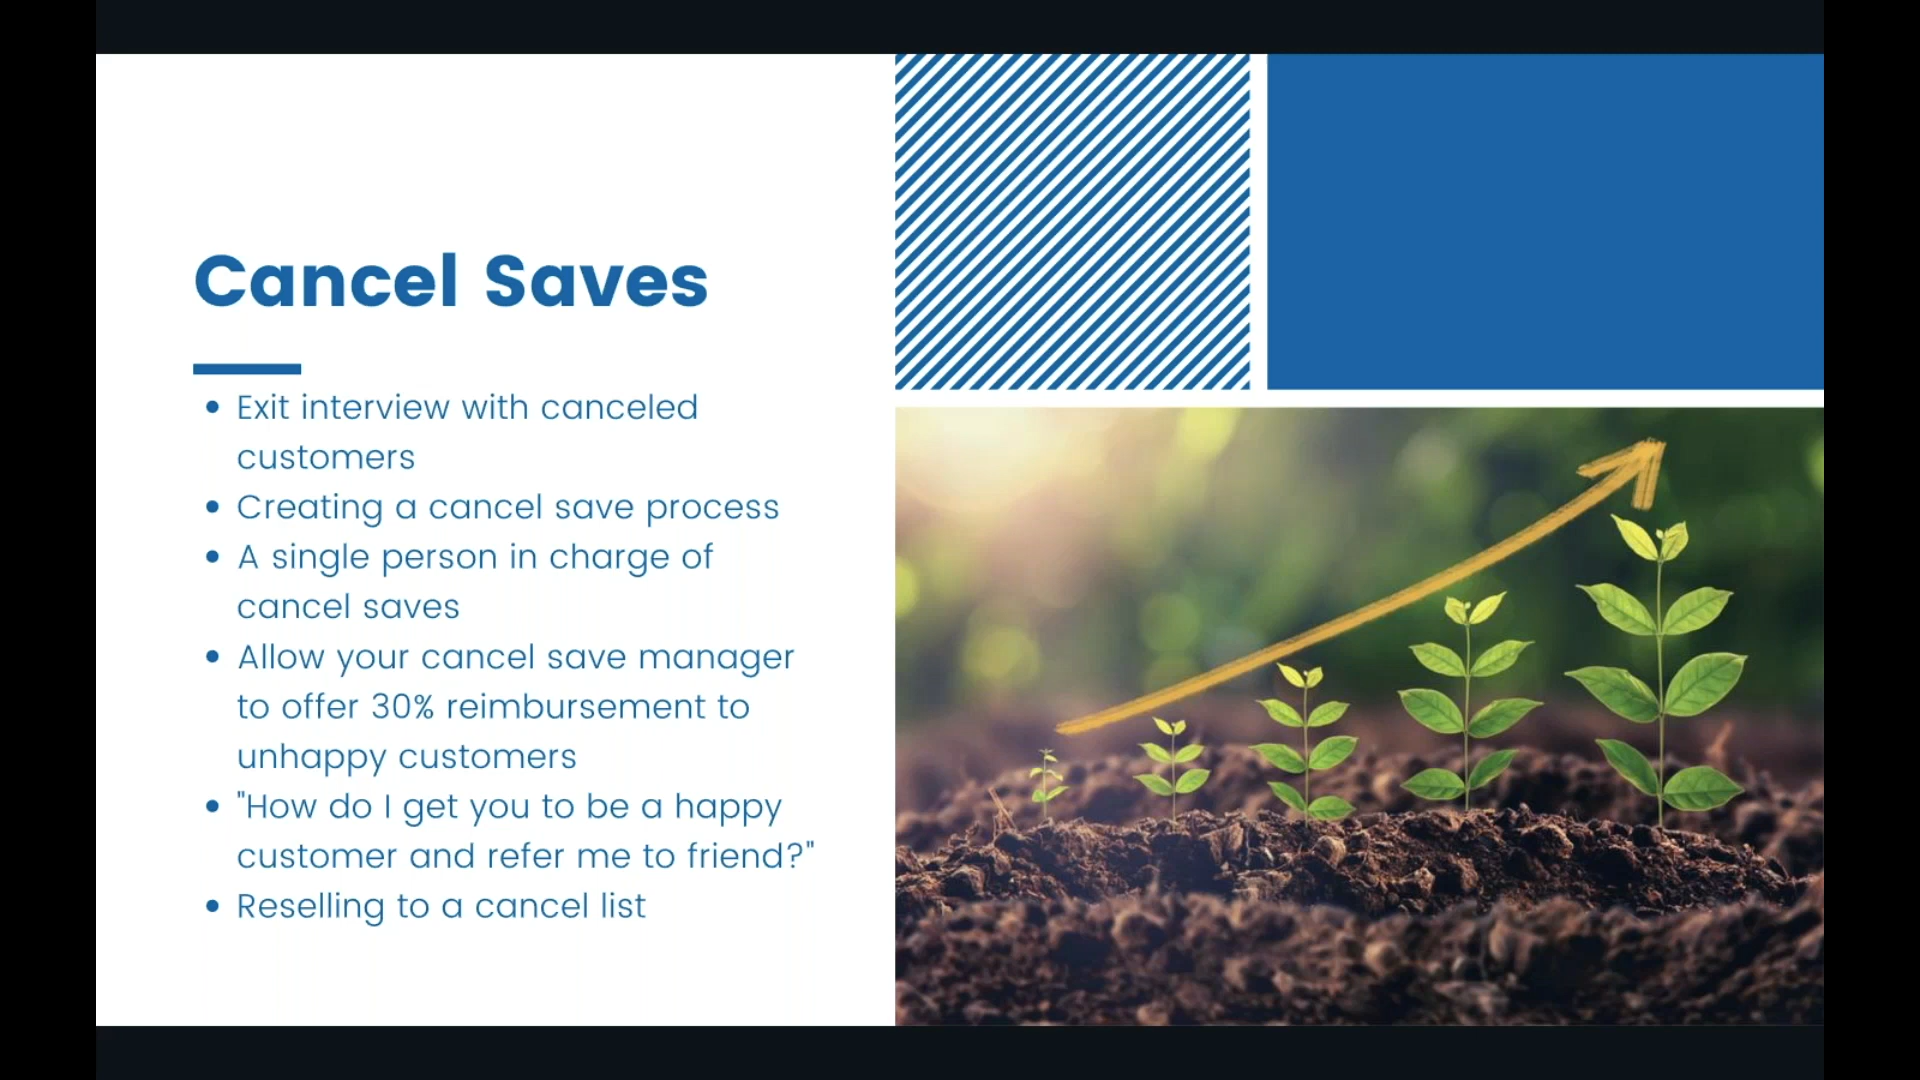 Cancel Saves
• Exit interview with canceled
customers
• Creating a cancel save process
• A single person in charge of
cancel saves
• Allow your cancel save manager
to offer 30% reimbursement to
unhappy customers
• "How do I get you to be a happy
customer and refer me to friend?"
• Reselling to a cancel list